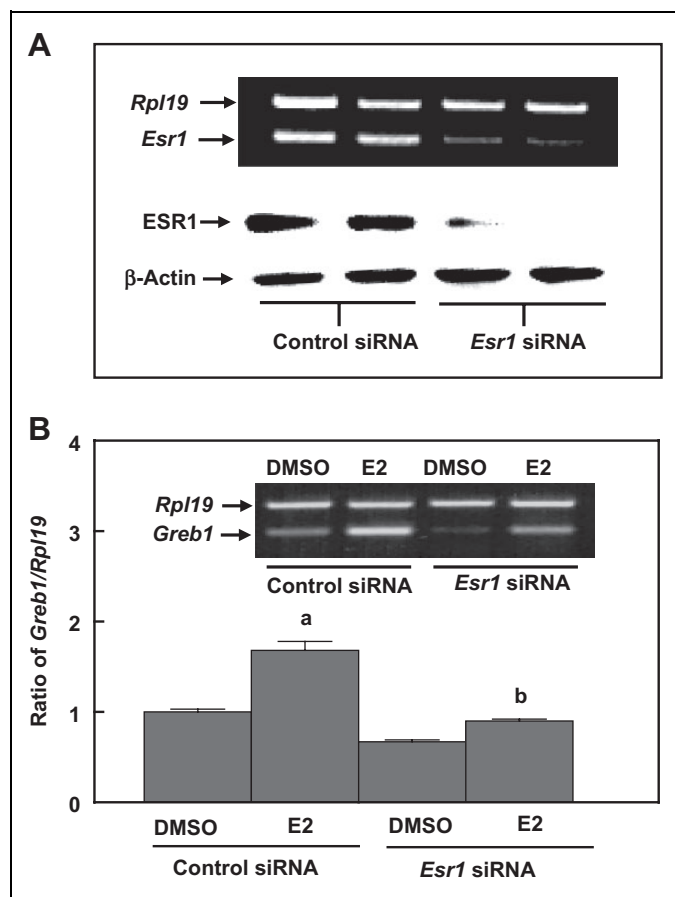 A
Rpl19
Esr1
ESR1
β-Actin
Control siRNA Esr1 siRNA
B
4
3
2
1
0
Ratio of Greb1/Rpl19
DMSO E2 DMSO E2
Rpl19
Greb1
Control siRNA Esr1 siRNA
a
b
DMSO E2 DMSO E2
Control siRNA Esr1 siRNA